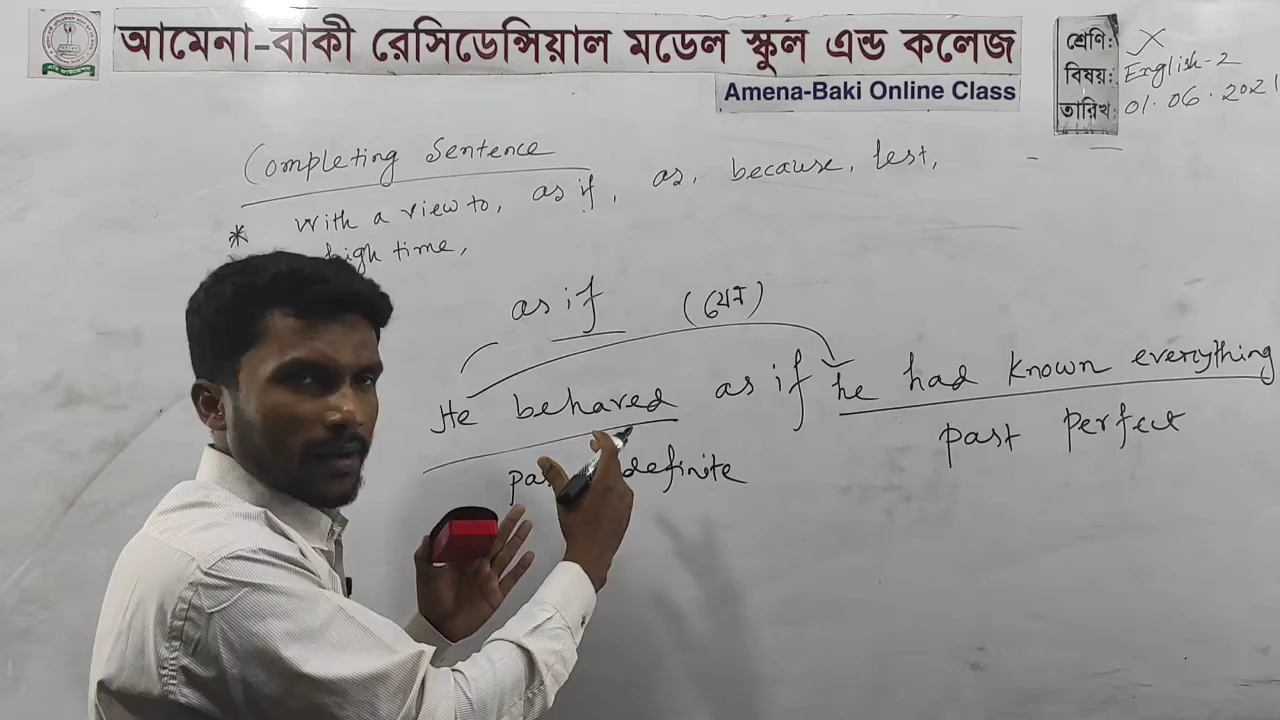 আমেনা-বাকী রেসিডেন্সিয়াল মডেল স্কুল এন্ড কলেজ
Amena-Baki Online Class
শ্রেণি: X
বিষয়: English-2
তারিখ: 01.06.2021
Completing Sentence
* with a view to, as if, as, because, lest,
high time,
as if (যেন)
He behaved as if he had known everything
definite
past perfect